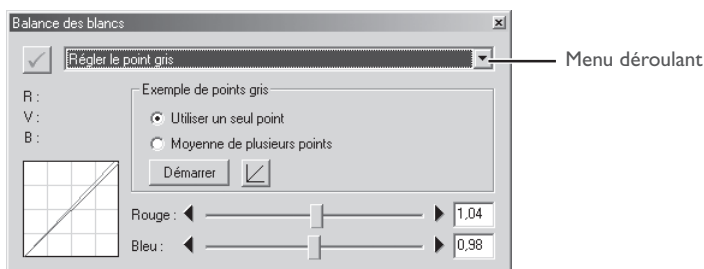 Balance des blancs
Régler le point gris
Menu déroulant
R :
V :
B :
Exemple de points gris
Utiliser un seul point
Moyenne de plusieurs points
Démarrer
Rouge : 1,04
Bleu : 0,98